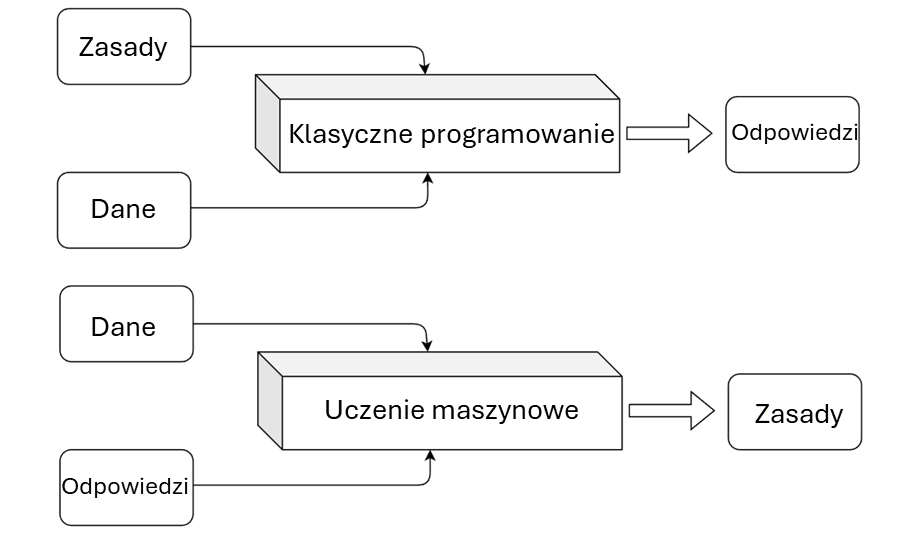 Zasady
Klasyczne programowanie
Odpowiedzi
Dane
Dane
Uczenie maszynowe
Zasady
Odpowiedzi